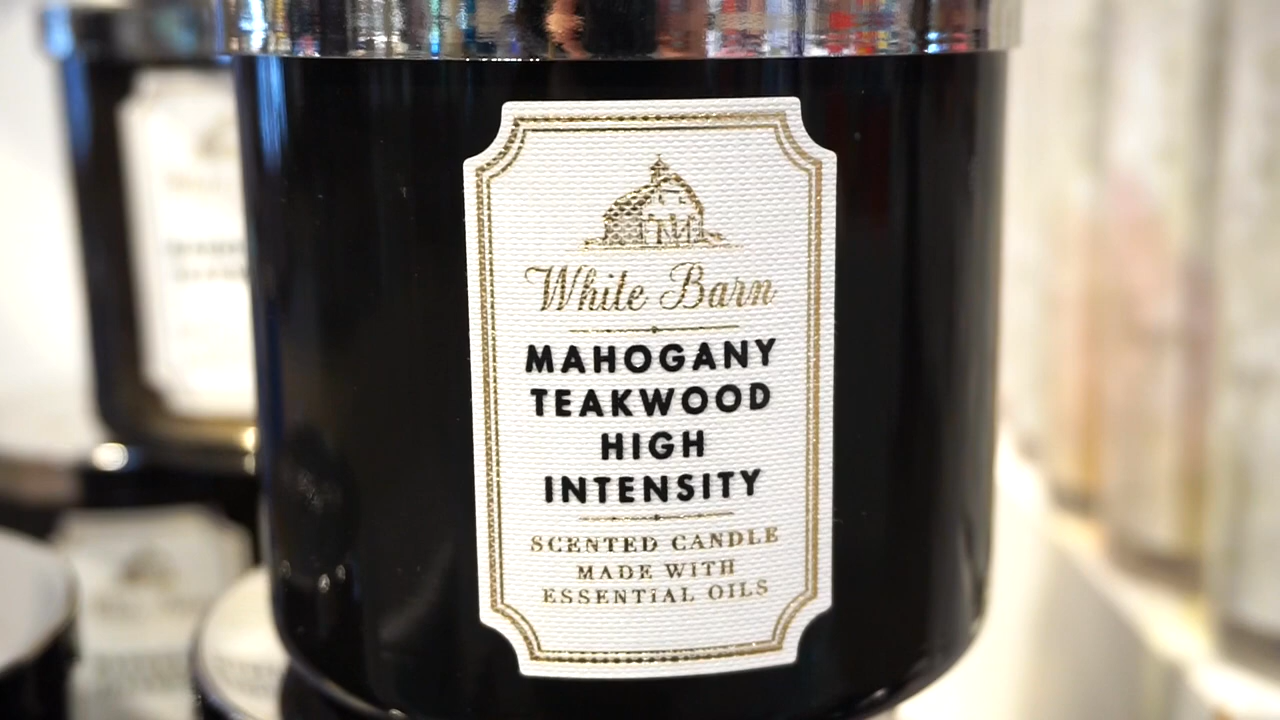 White Barn
MAHOGANY
TEAKWOOD
HIGH
INTENSITY
SCENTED CANDLE
MADE WITH
ESSENTIAL OILS